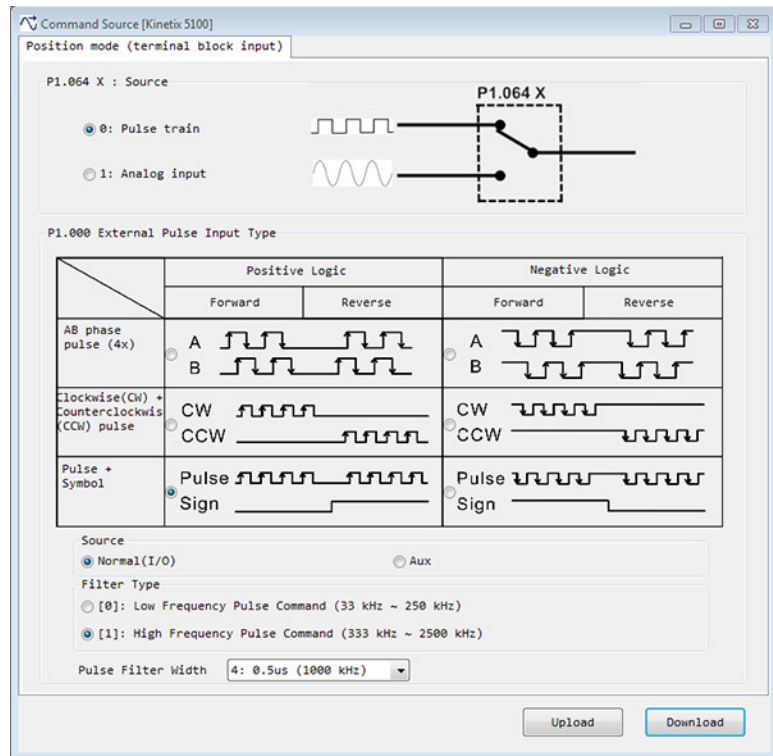 Command Source [Kinetix 5100]
Position mode (terminal block input)
P1.064 X : Source
P1.064 X
0: Pulse train
1: Analog input
P1.000 External Pulse Input Type
Positive Logic Negative Logic
Forward Reverse Forward Reverse
AB phase
pulse (4x)
A
B
A
B
Clockwise(CW) +
Counterclockwis
(CCW) pulse
CW
CCW
CW
CCW
Pulse +
Symbol
Pulse
Sign
Pulse
Sign
Source
Normal(I/O) Aux
Filter Type
[0]: Low Frequency Pulse Command (33 kHz ~ 250 kHz)
[1]: High Frequency Pulse Command (333 kHz ~ 2500 kHz)
Pulse Filter Width 4: 0.5us (1000 kHz)
Upload Download